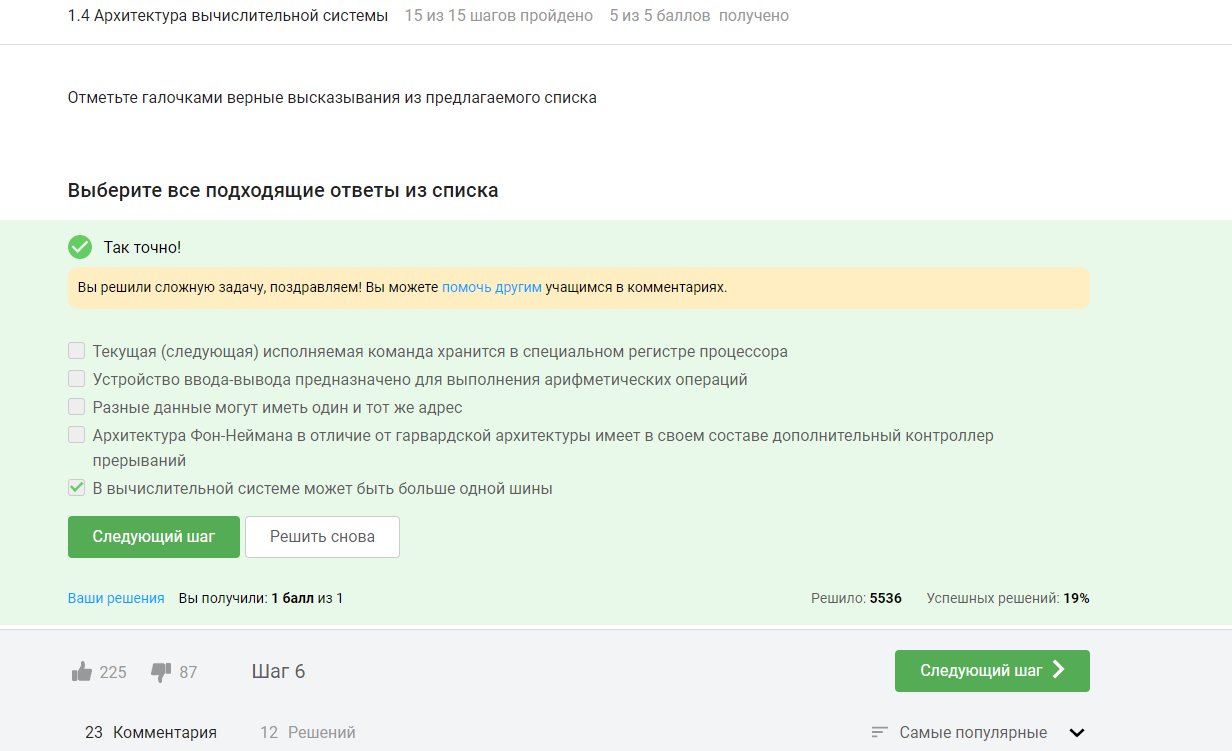 1.4 Архитектура вычислительной системы 15 из 15 шагов пройдено 5 из 5 баллов получено
Отметьте галочками верные высказывания из предлагаемого списка
Выберите все подходящие ответы из списка
Так точно!
Вы решили сложную задачу, поздравляем! Вы можете помочь другим учащимся в комментариях.
Текущая (следующая) исполняемая команда хранится в специальном регистре процессора
Устройство ввода-вывода предназначено для выполнения арифметических операций
Разные данные могут иметь один и тот же адрес
Архитектура Фон-Неймана в отличие от гарвардской архитектуры имеет в своем составе дополнительный контроллер
прерываний
В вычислительной системе может быть больше одной шины
Следующий шаг Решить снова
Ваши решения Вы получили: 1 балл из 1 Решило: 5536 Успешных решений: 19%
225 87 Шаг 6 Следующий шаг
23 Комментария 12 Решений Самые популярные